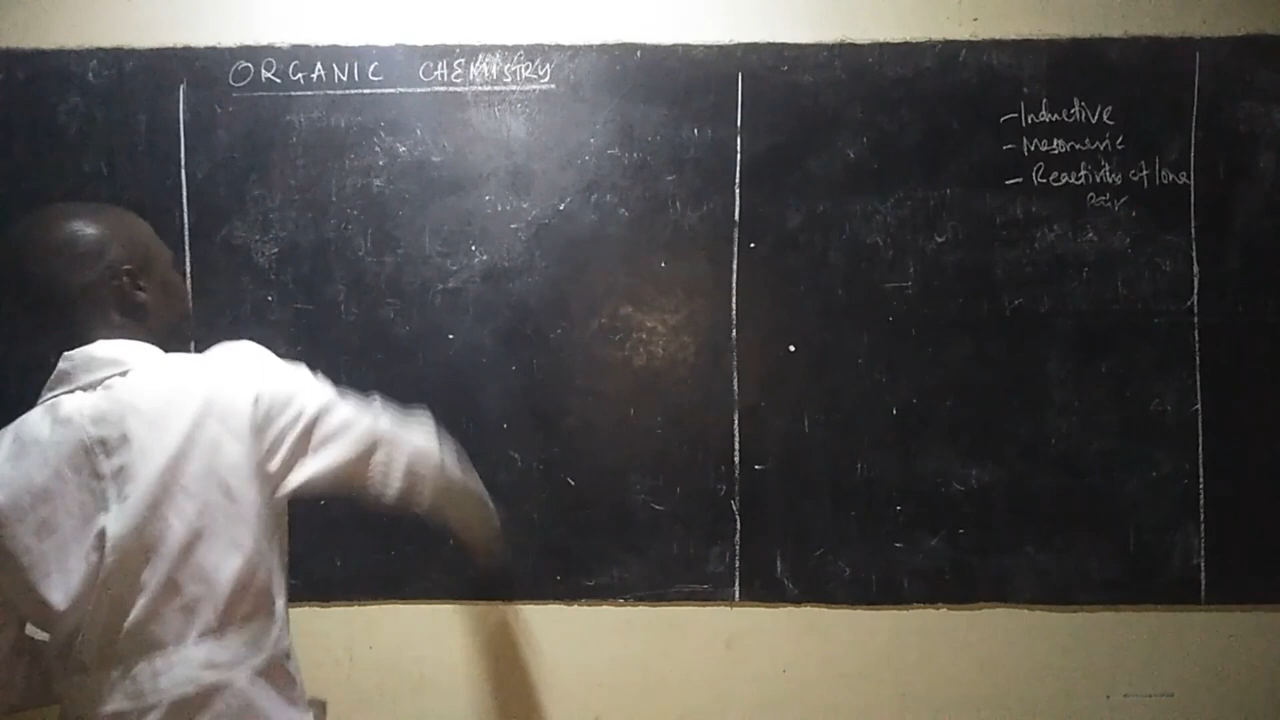 ORGANIC CHEMISTRY
- Inductive
- Mesomeric
- Reactivity of lone
Pair